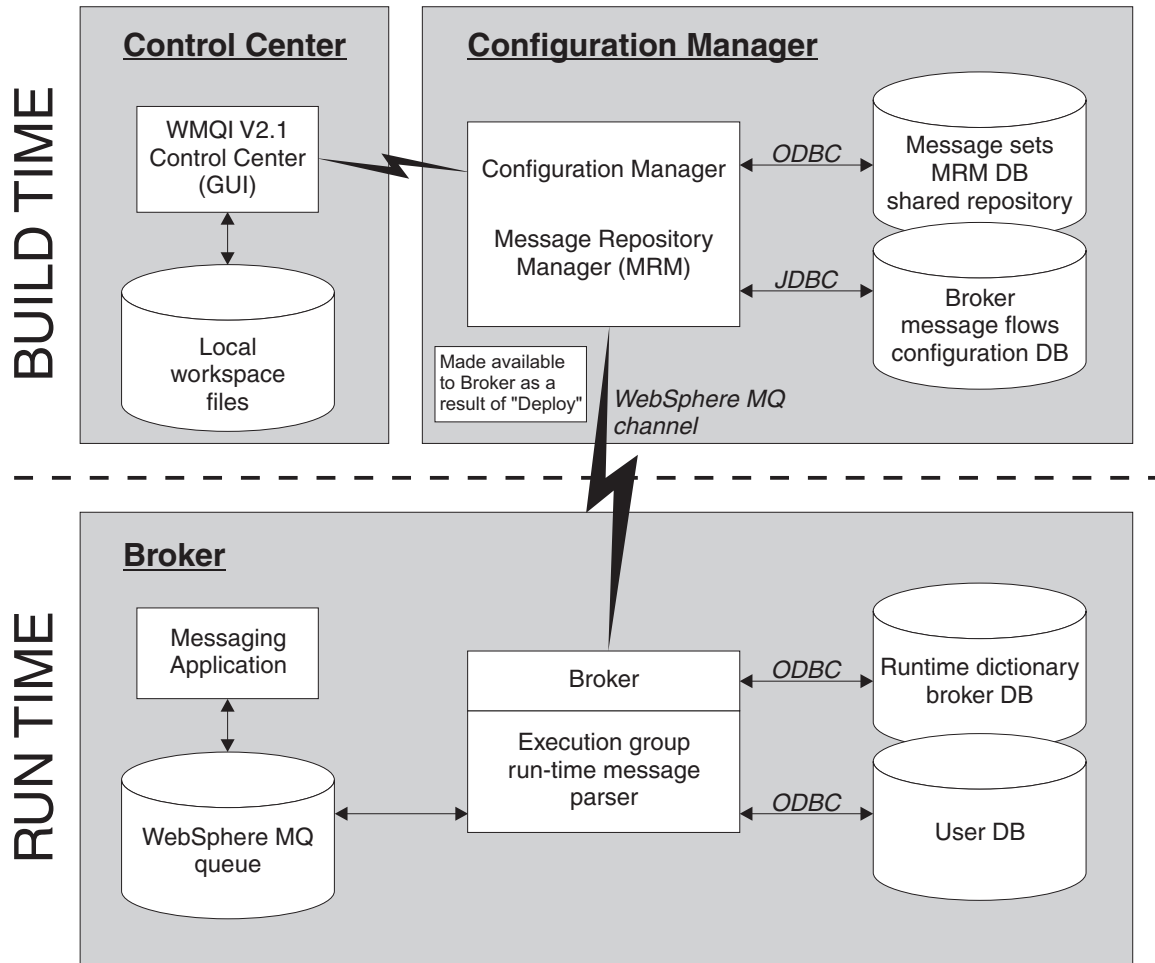 BUILD TIME
Control Center
WMQI V2.1
Control Center
(GUI)
Local
workspace
files
Configuration Manager
Configuration Manager
Message Repository
Manager (MRM)
ODBC
JDBC
Message sets
MRM DB
shared repository
Broker
message flows
configuration DB
Made available
to Broker as a
result of "Deploy"
WebSphere MQ
channel
RUN TIME
Broker
Messaging
Application
WebSphere MQ
queue
Broker
Execution group
run-time message
parser
ODBC
ODBC
Runtime dictionary
broker DB
User DB